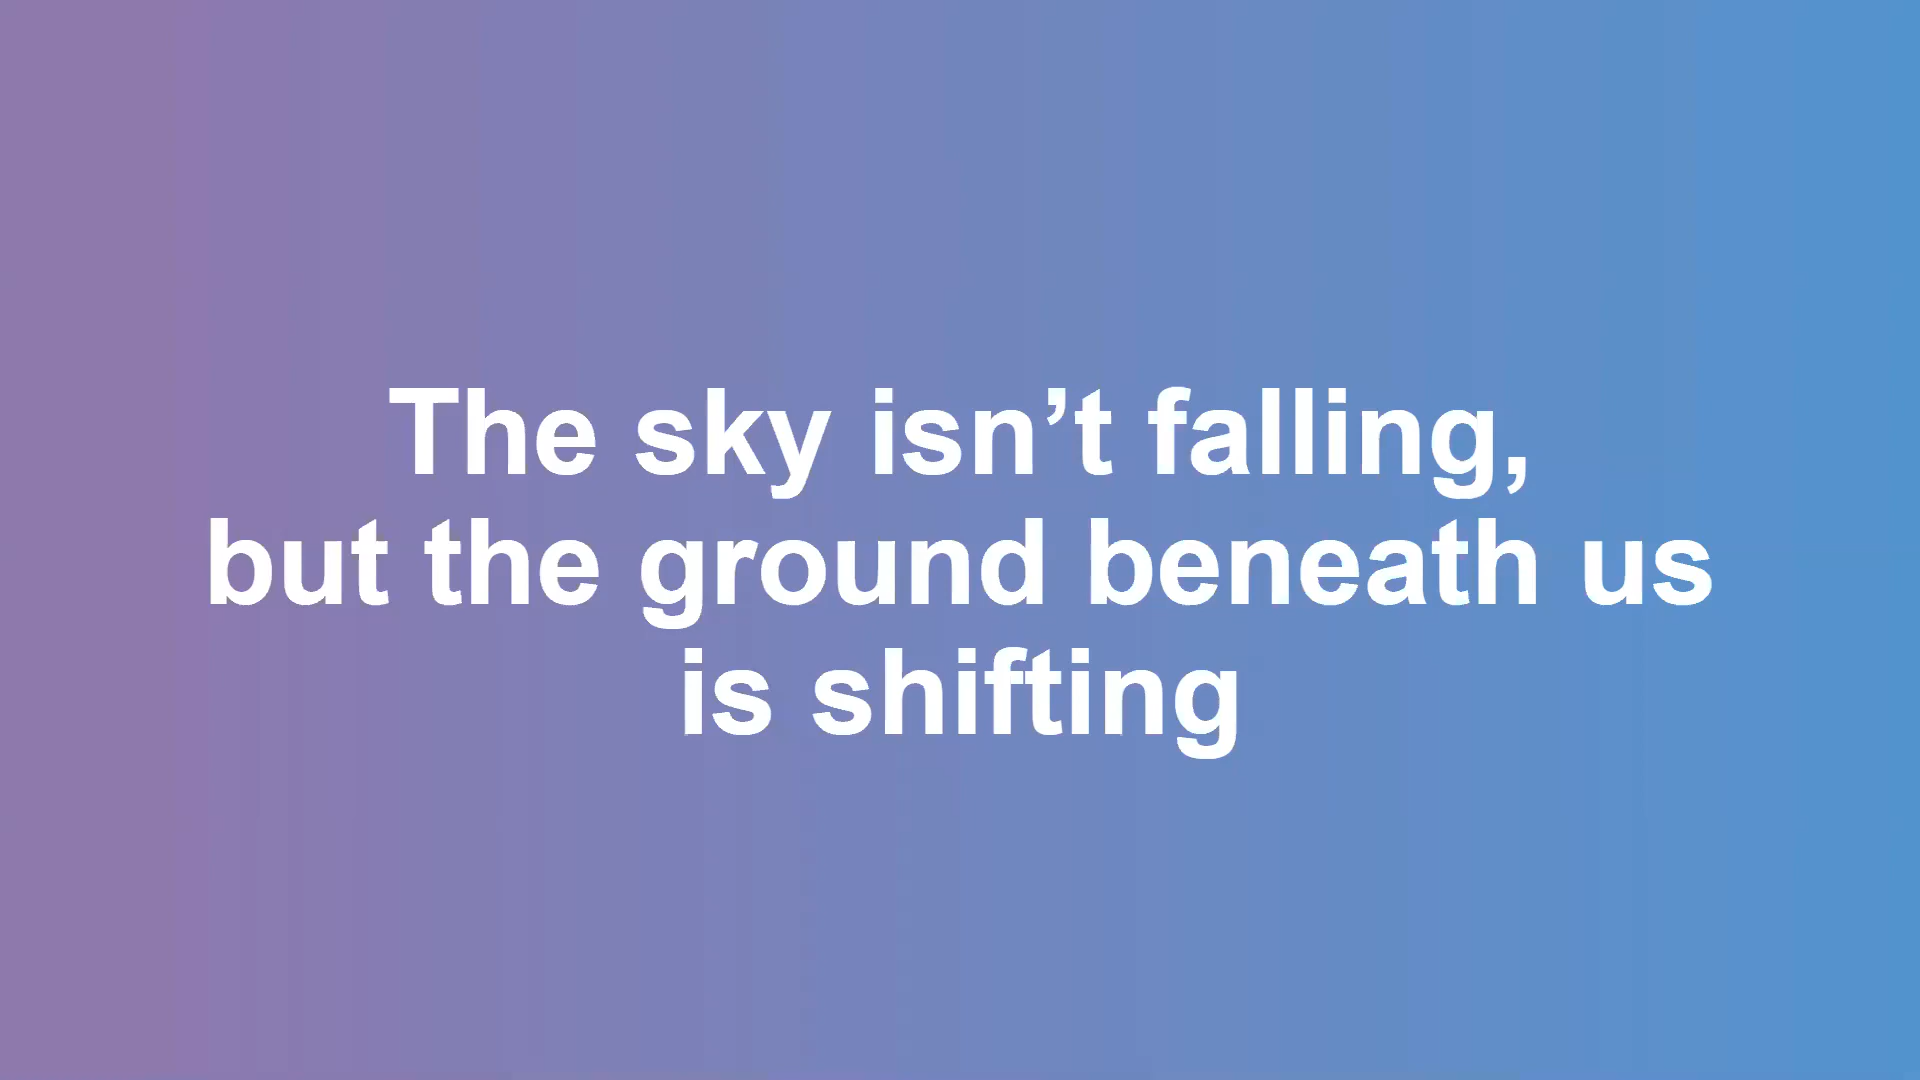 The sky isn’t falling,
but the ground beneath us
is shifting